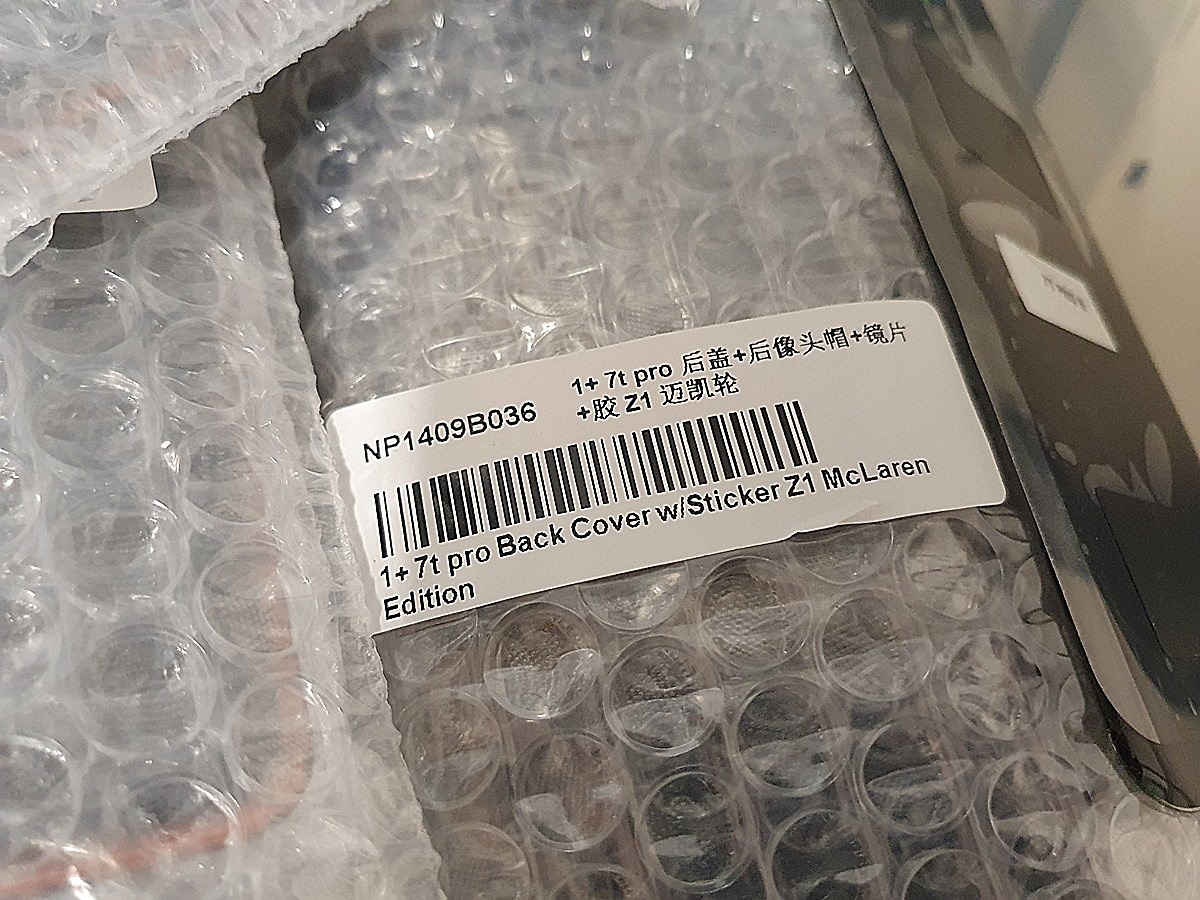 NP1409B036
1+ 7t pro 后盖+后像头帽+镜片
+胶 Z1 迈凯轮
1+ 7t pro Back Cover w/Sticker Z1 McLaren
Edition